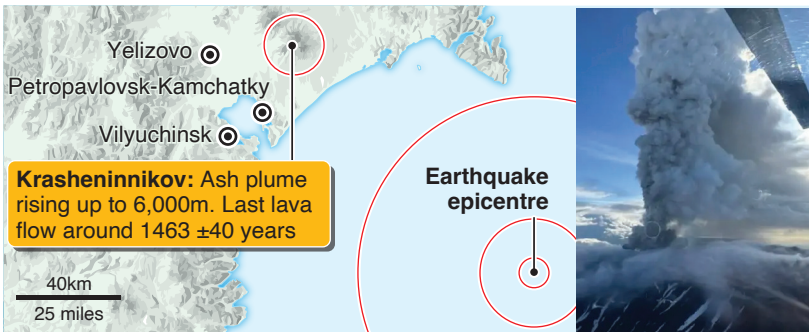 Yelizovo
Petropavlovsk-Kamchatky
Vilyuchinsk
Krasheninnikov: Ash plume
rising up to 6,000m. Last lava
flow around 1463 ±40 years
Earthquake
epicentre
40km
25 miles